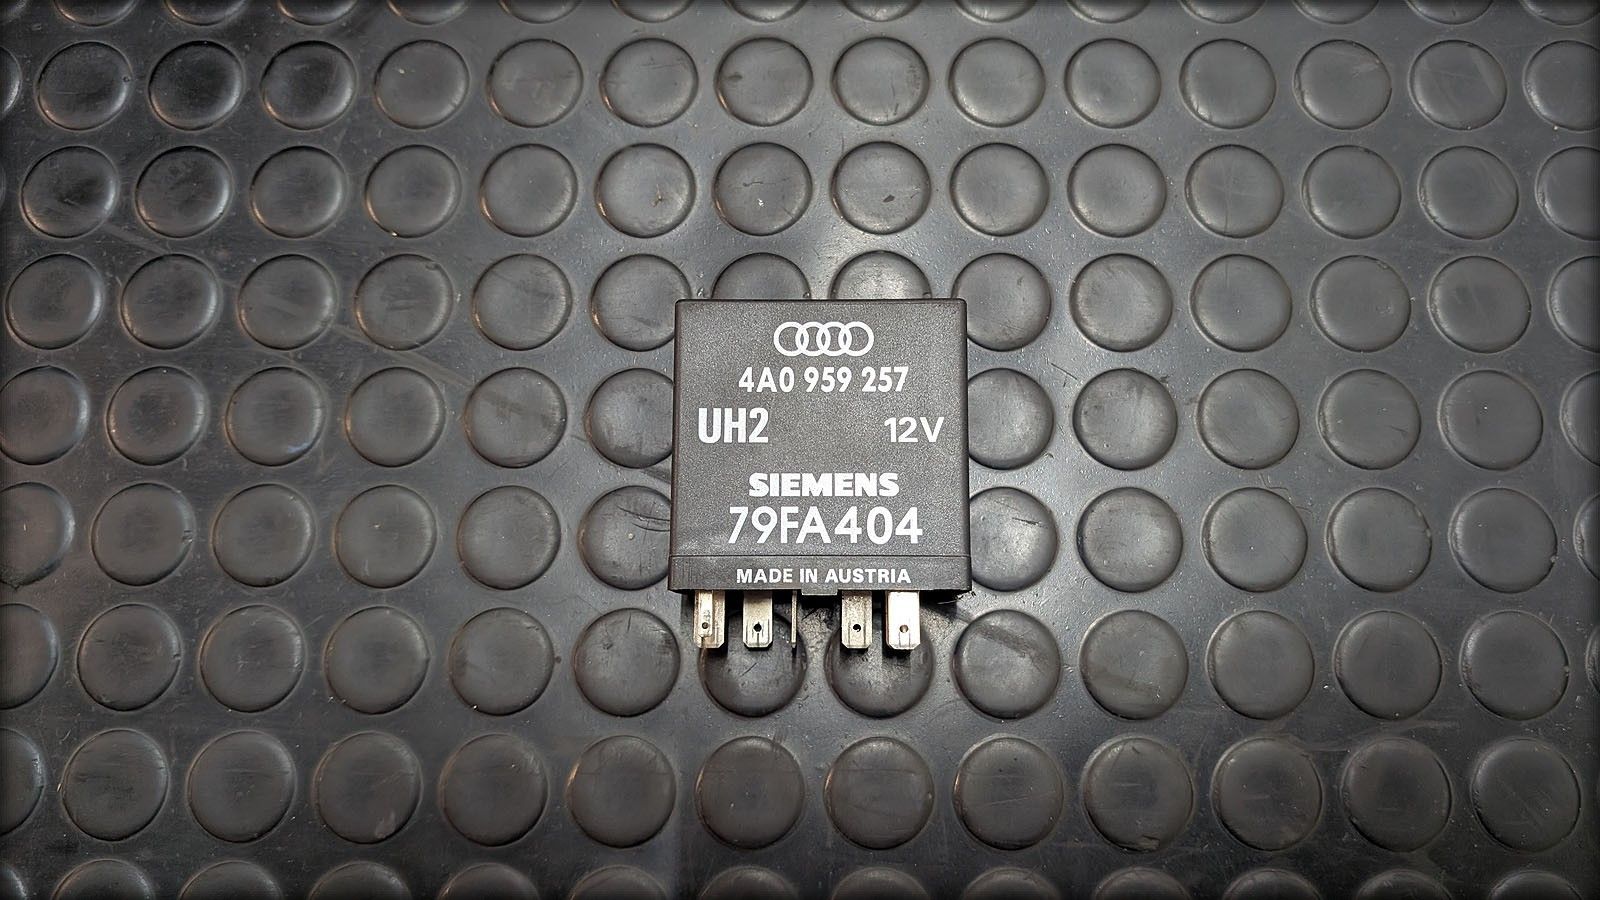 4A0 959 257
UH2 12V
SIEMENS
79FA404
MADE IN AUSTRIA